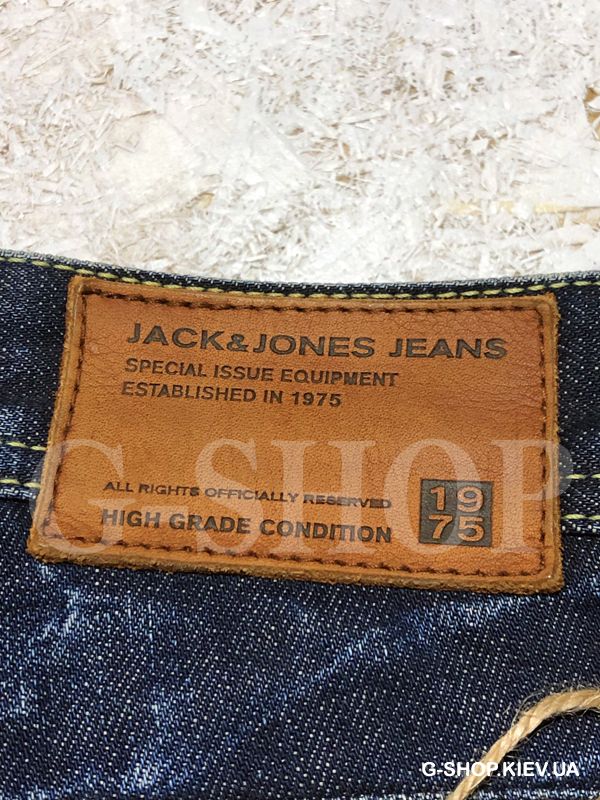 JACK&JONES JEANS
SPECIAL ISSUE EQUIPMENT
ESTABLISHED IN 1975
G-SHOP
ALL RIGHTS OFFICIALLY RESERVED
HIGH GRADE CONDITION
19
75
G-SHOP.KIEV.UA